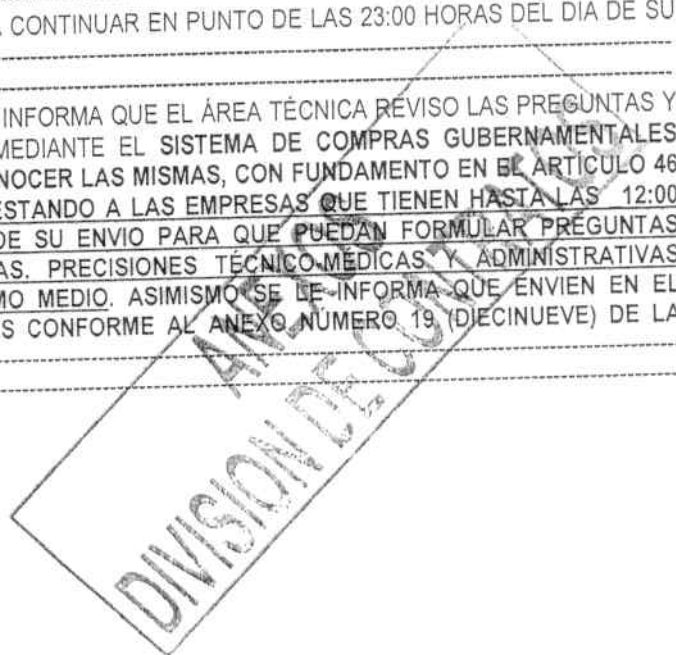 A CONTINUAR EN PUNTO DE LAS 23:00 HORAS DEL DIA DE SU
INFORMA QUE EL ÁREA TÉCNICA REVISO LAS PREGUNTAS Y
MEDIANTE EL SISTEMA DE COMPRAS GUBERNAMENTALES
NOCER LAS MISMAS, CON FUNDAMENTO EN EL ARTÍCULO 46
ESTANDO A LAS EMPRESAS QUE TIENEN HASTA LAS 12:00
DE SU ENVIO PARA QUE PUEDAN FORMULAR PREGUNTAS
AS. PRECISIONES TÉCNICO-MÉDICAS Y ADMINISTRATIVAS
MO MEDIO. ASIMISMO SE LE INFORMA QUE ENVIEN EN EL
S CONFORME AL ANEXO NÚMERO 19 (DIECINUEVE) DE LA
ANEXOS
DIVISION DE CONTRATOS